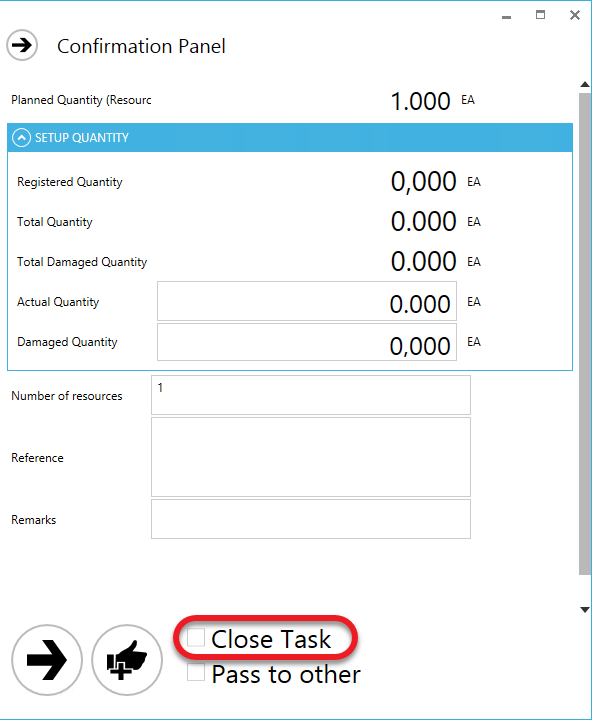 Confirmation Panel
Planned Quantity (Resourc 1.000 EA
SETUP QUANTITY
Registered Quantity 0,000 EA
Total Quantity 0.000 EA
Total Damaged Quantity 0.000 EA
Actual Quantity 0.000 EA
Damaged Quantity 0,000 EA
Number of resources 1
Reference
Remarks
Close Task
Pass to other